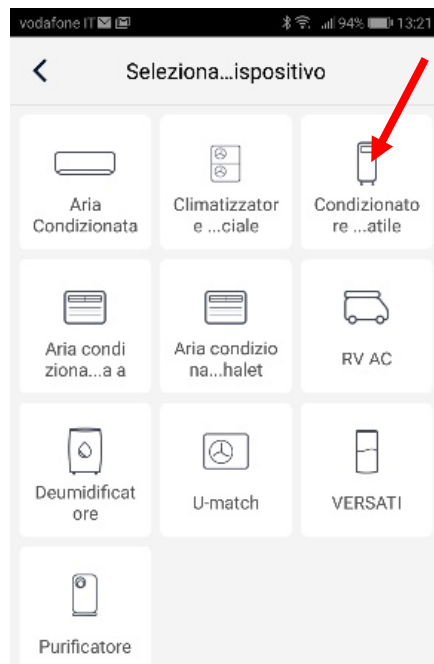 vodafone IT 94% 13:21
Seleziona...ispositivo
Aria
Condizionata
Climatizzator
e ...ciale
Condizionato
re ...atile
Aria condi
ziona...a a
Aria condizio
na...halet
RV AC
Deumidificat
ore
U-match
VERSATI
Purificatore